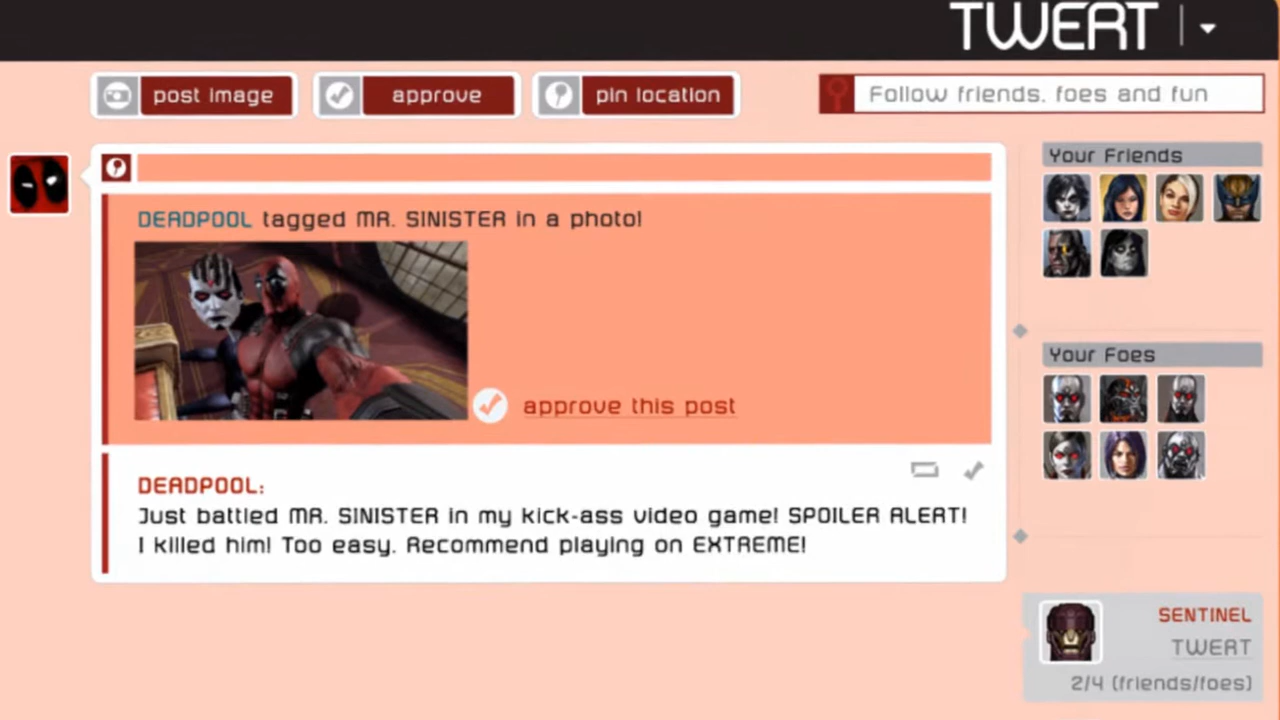 TWERT
post image
approve
pin location
Follow friends, foes and fun
Your Friends
DEADPOOL tagged MR. SINISTER in a photo!
approve this post
Your Foes
DEADPOOL:
Just battled MR. SINISTER in my kick-ass video game! SPOILER ALERT!
I killed him! Too easy. Recommend playing on EXTREME!
SENTINEL
TWERT
2/4 (friends/foes)